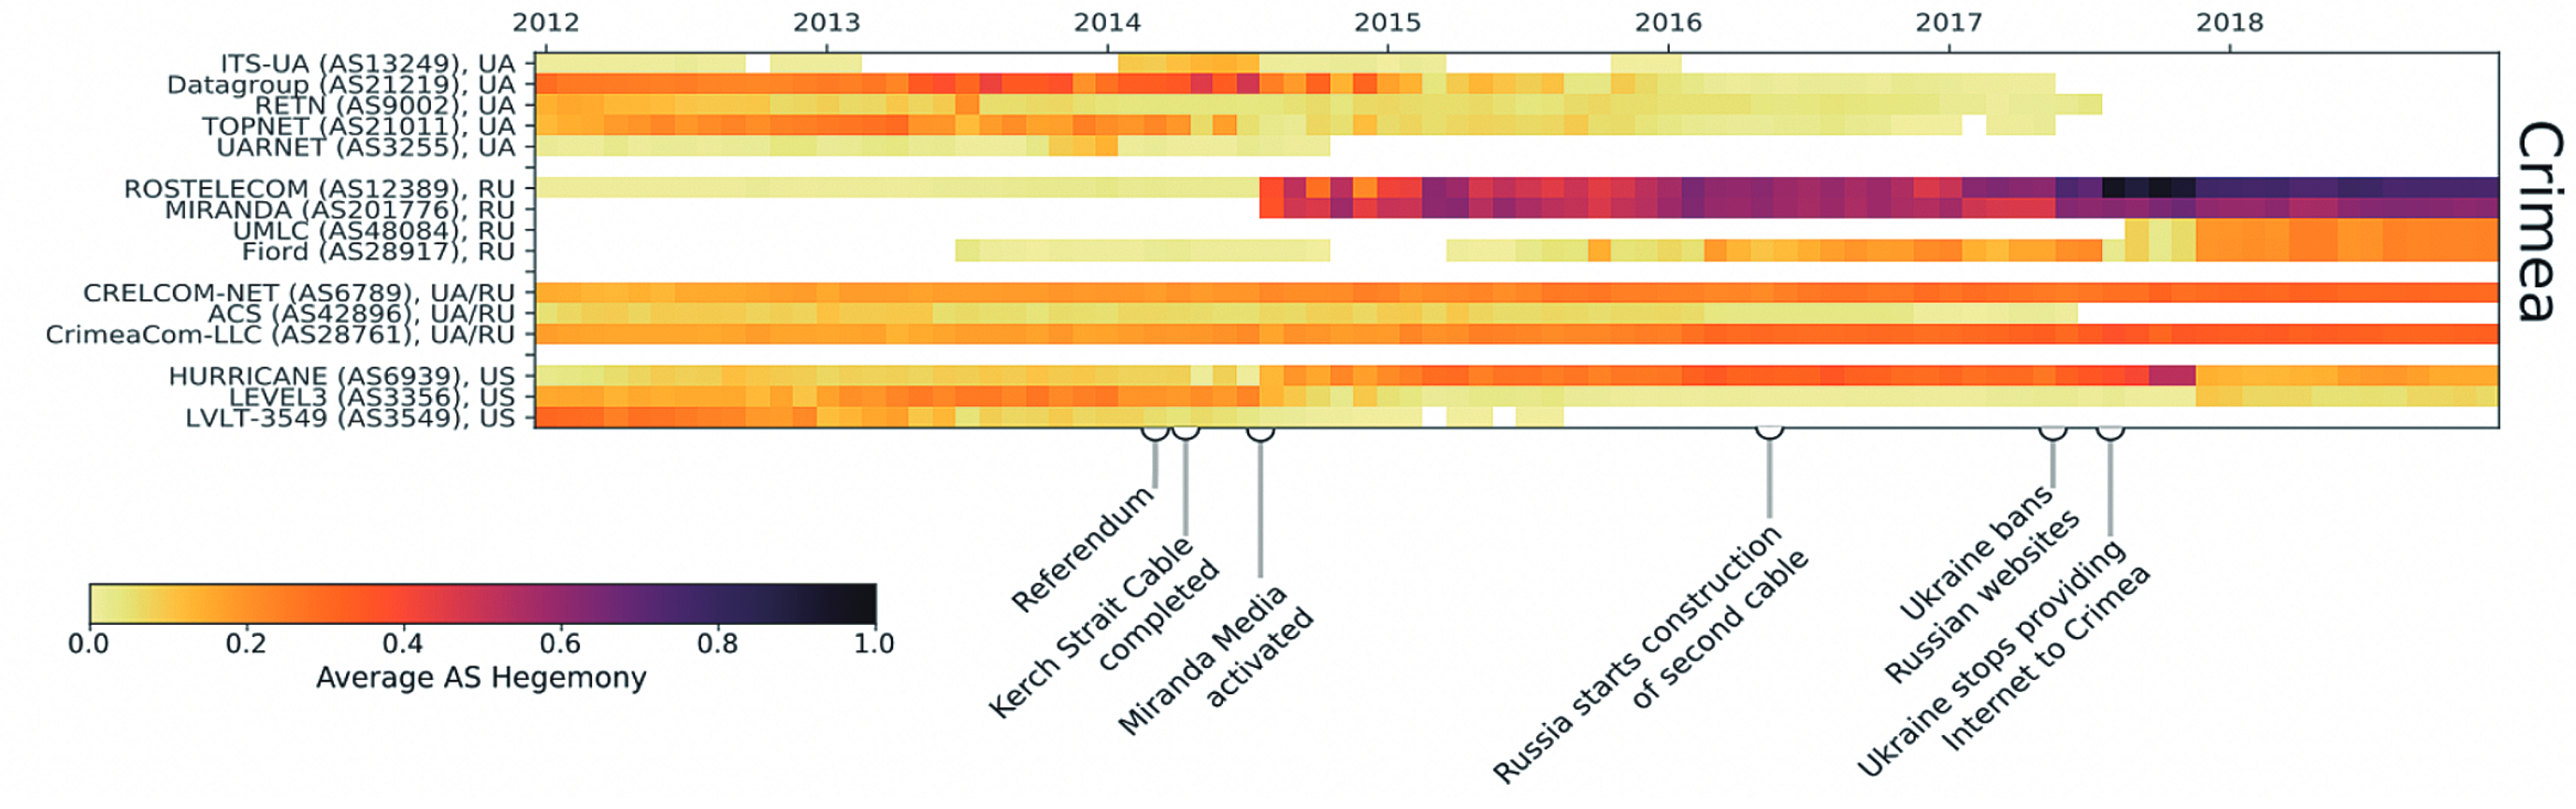 2012 2013 2014 2015 2016 2017 2018
ITS-UA (AS13249), UA
Datagroup (AS21219), UA
RETN (AS9002), UA
TOPNET (AS21011), UA
UARNET (AS3255), UA
ROSTELECOM (AS12389), RU
MIRANDA (AS201776), RU
UMLC (AS48084), RU
Fiord (AS28917), RU
CRELCOM-NET (AS6789), UA/RU
ACS (AS42896), UA/RU
CrimeaCom-LLC (AS28761), UA/RU
HURRICANE (AS6939), US
LEVEL3 (AS3356), US
LVLT-3549 (AS3549), US
Crimea
Referendum
Kerch Strait Cable
completed
Miranda Media
activated
Russia starts construction
of second cable
Ukraine bans
Russian websites
Ukraine stops providing
Internet to Crimea
0.0 0.2 0.4 0.6 0.8 1.0
Average AS Hegemony